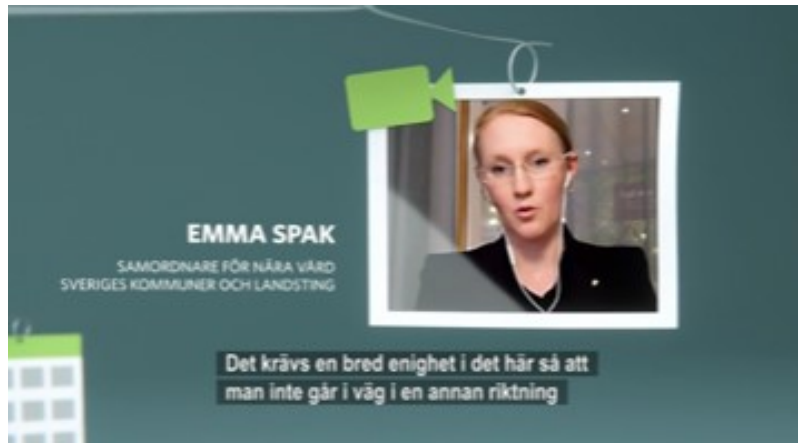 EMMA SPAK
SAMORDNARE FÖR NÄRA VÅRD
SVERIGES KOMMUNER OCH LANDSTING
Det krävs en bred enighet i det här så att
man inte går i väg i en annan riktning